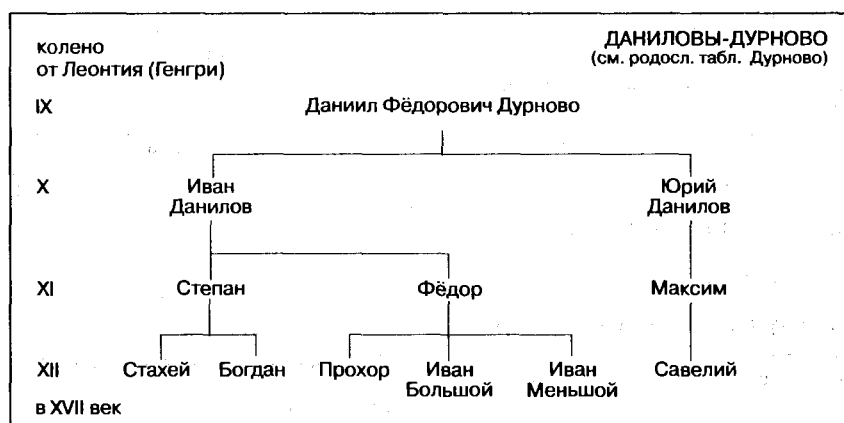 колено
от Леонтия (Генгри)
ДАНИЛОВЫ-ДУРНОВО
(см. родосл. табл. Дурново)
IX Даниил Фёдорович Дурново
X Иван Данилов Юрий Данилов
XI Степан Фёдор Максим
XII Стахей Богдан Прохор Иван Большой Иван Меньшой Савелий
в XVII век